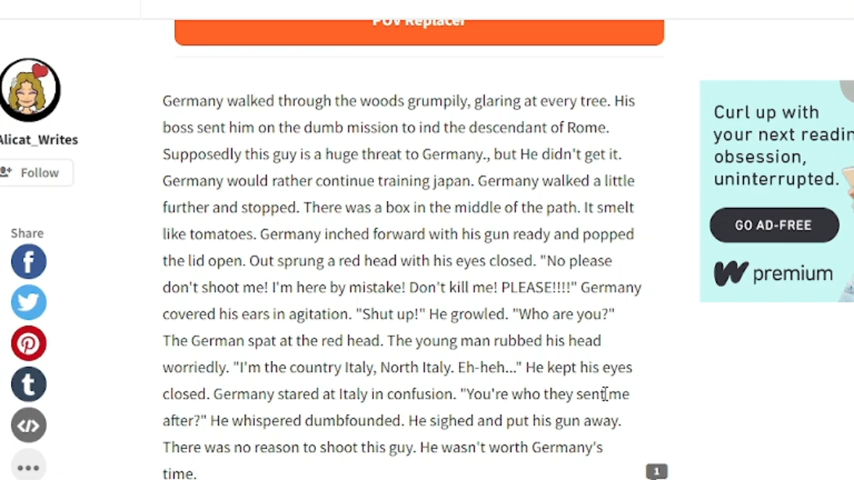 POV Replacer
Alicat_Writes
Follow
Share
Germany walked through the woods grumpily, glaring at every tree. His
boss sent him on the dumb mission to ind the descendant of Rome.
Supposedly this guy is a huge threat to Germany., but He didn't get it.
Germany would rather continue training japan. Germany walked a little
further and stopped. There was a box in the middle of the path. It smelt
like tomatoes. Germany inched forward with his gun ready and popped
the lid open. Out sprung a red head with his eyes closed. "No please
don't shoot me! I'm here by mistake! Don't kill me! PLEASE!!!!" Germany
covered his ears in agitation. "Shut up!" He growled. "Who are you?"
The German spat at the red head. The young man rubbed his head
worriedly. "I'm the country Italy, North Italy. Eh-heh..." He kept his eyes
closed. Germany stared at Italy in confusion. "You're who they sent me
after?" He whispered dumbfounded. He sighed and put his gun away.
There was no reason to shoot this guy. He wasn't worth Germany's
time.
1
Curl up with
your next readin
obsession,
uninterrupted.
GO AD-FREE
premium